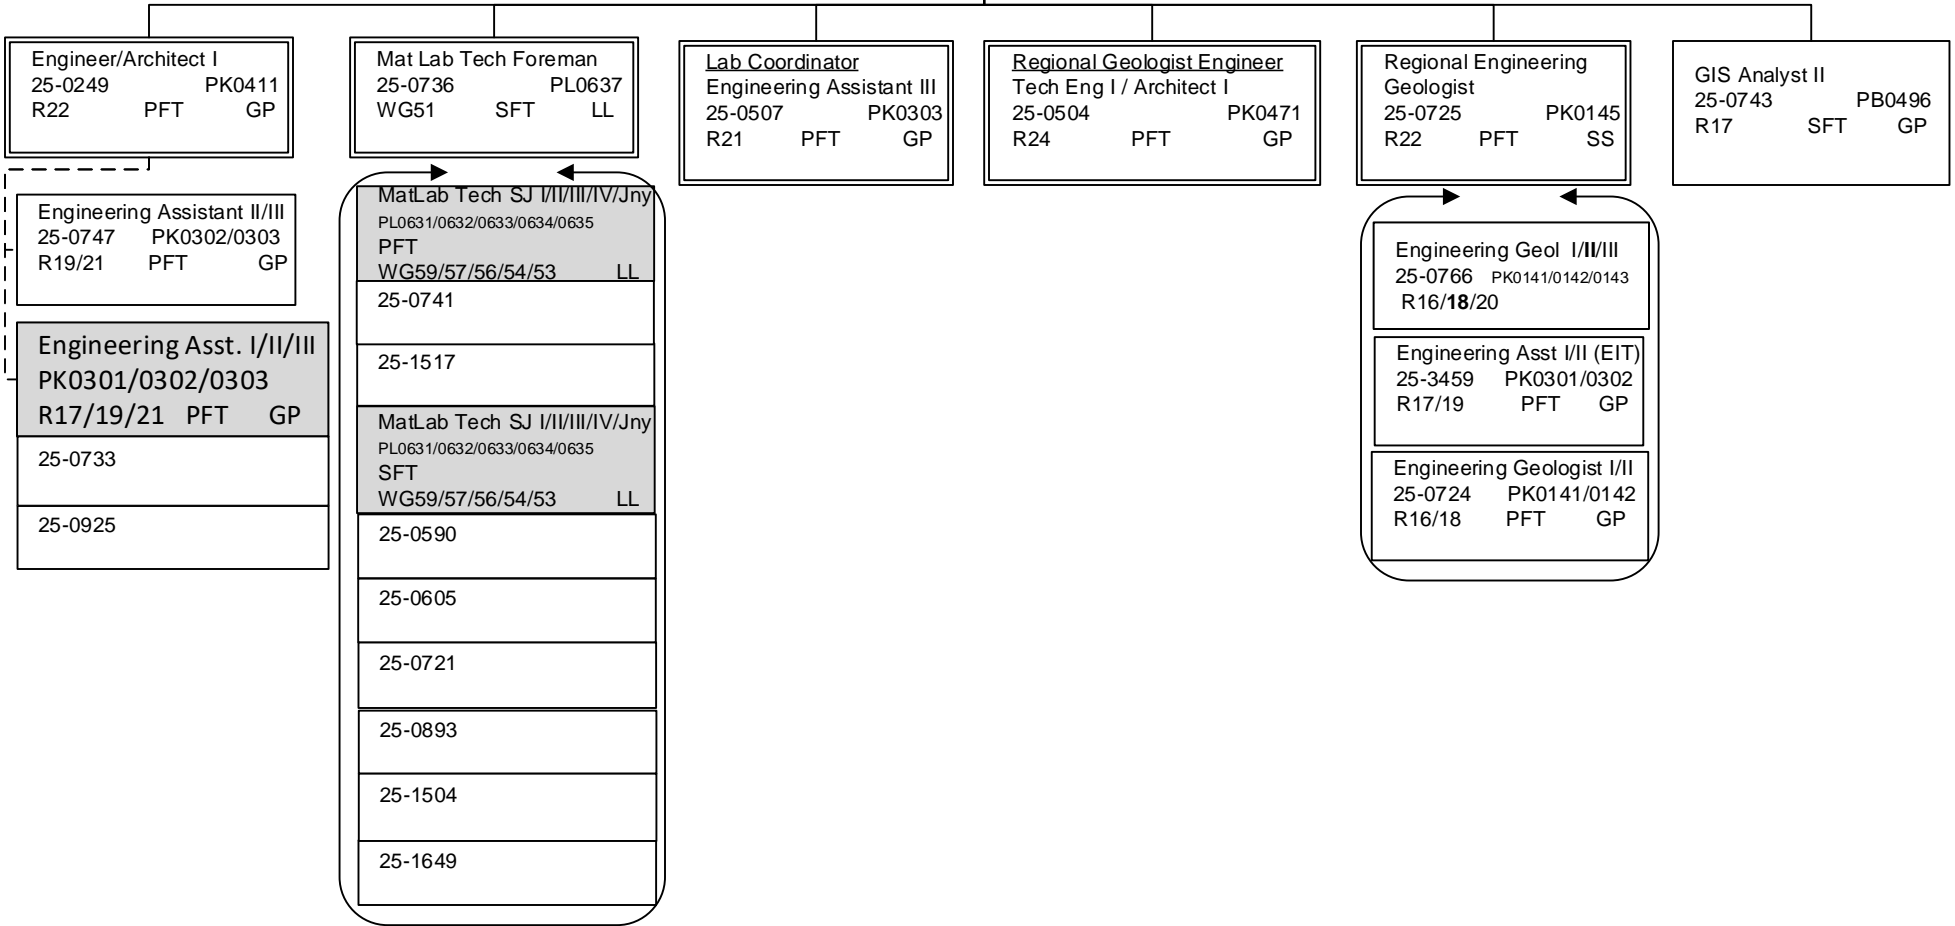 Engineer/Architect I
25-0249 PK0411
R22 PFT GP
Engineering Assistant II/III
25-0747 PK0302/0303
R19/21 PFT GP
Engineering Asst. I/II/III
PK0301/0302/0303
R17/19/21 PFT GP
25-0733
25-0925
Mat Lab Tech Foreman
25-0736 PL0637
WG51 SFT LL
MatLab Tech SJ I/II/III/IV/Jny
PL0631/0632/0633/0634/0635
PFT
WG59/57/56/54/53 LL
25-0741
25-1517
MatLab Tech SJ I/II/III/IV/Jny
PL0631/0632/0633/0634/0635
SFT
WG59/57/56/54/53 LL
25-0590
25-0605
25-0721
25-0893
25-1504
25-1649
Lab Coordinator
Engineering Assistant III
25-0507 PK0303
R21 PFT GP
Regional Geologist Engineer
Tech Eng I / Architect I
25-0504 PK0471
R24 PFT GP
Regional Engineering
Geologist
25-0725 PK0145
R22 PFT SS
Engineering Geol I/II/III
25-0766 PK0141/0142/0143
R16/18/20
Engineering Asst I/II (EIT)
25-3459 PK0301/0302
R17/19 PFT GP
Engineering Geologist I/II
25-0724 PK0141/0142
R16/18 PFT GP
GIS Analyst II
25-0743 PB0496
R17 SFT GP